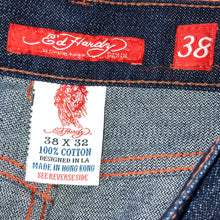 Ed Hardy
38
Ed Hardy
38 X 32
100% COTTON
DESIGNED IN LA
MADE IN HONG KONG
SEE REVERSE SIDE